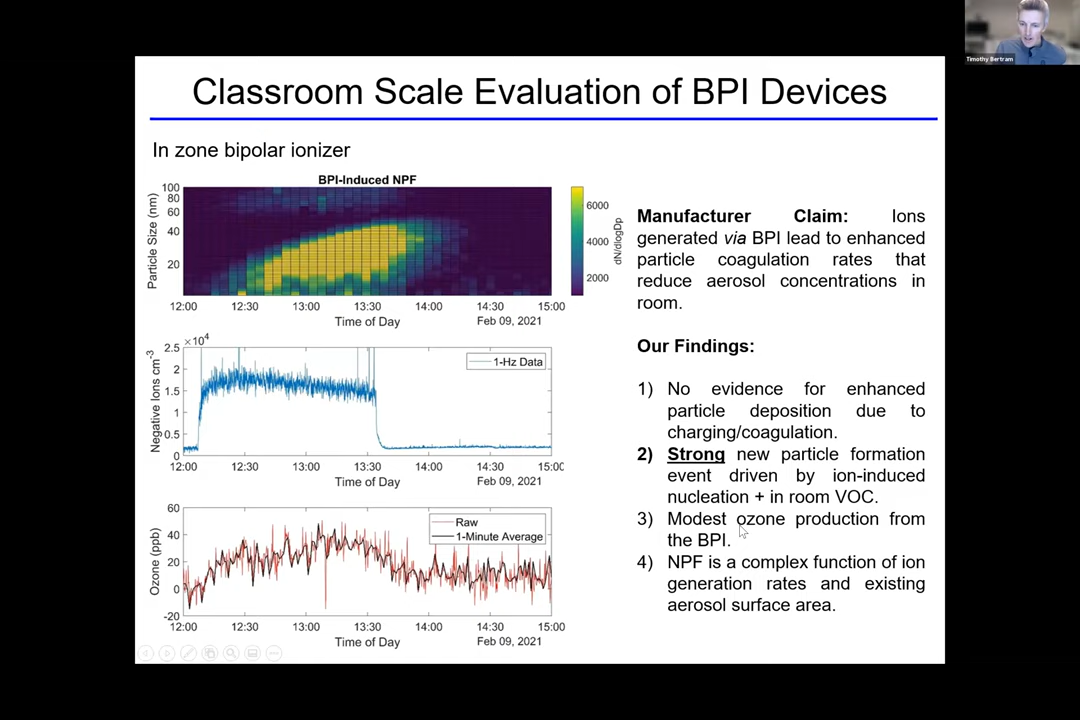 Timothy Bertram
Classroom Scale Evaluation of BPI Devices
In zone bipolar ionizer
BPI-Induced NPF
Particle Size (nm)
100
80
60
40
20
12:00 12:30 13:00 13:30 14:00 14:30 15:00
Time of Day
Feb 09, 2021
6000
4000
2000
dN/dlogDp
×10⁴
Negative Ions cm⁻³
2.5
2
1.5
1
0.5
0
1-Hz Data
12:00 12:30 13:00 13:30 14:00 14:30 15:00
Time of Day
Feb 09, 2021
Ozone (ppb)
60
40
20
0
-20
Raw
1-Minute Average
12:00 12:30 13:00 13:30 14:00 14:30 15:00
Time of Day
Feb 09, 2021
Manufacturer Claim: Ions
generated via BPI lead to enhanced
particle coagulation rates that
reduce aerosol concentrations in
room.
Our Findings:
1) No evidence for enhanced
particle deposition due to
charging/coagulation.
2) Strong new particle formation
event driven by ion-induced
nucleation + in room VOC.
3) Modest ozone production from
the BPI.
4) NPF is a complex function of ion
generation rates and existing
aerosol surface area.